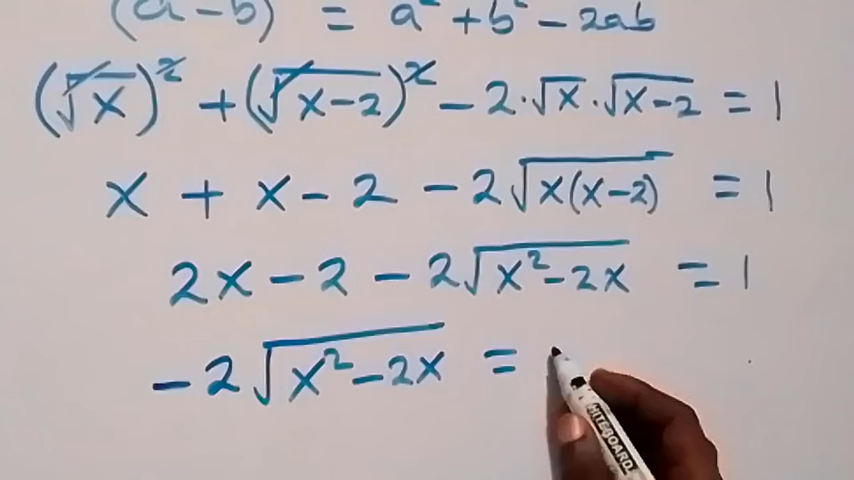 (a - b) = a² + b² - 2ab
(√x)² + (√x-2)² - 2·√x·√x-2 = 1
x + x - 2 - 2√x(x-2) = 1
2x - 2 - 2√x²-2x = 1
-2√x²-2x =
WHITEBOARD